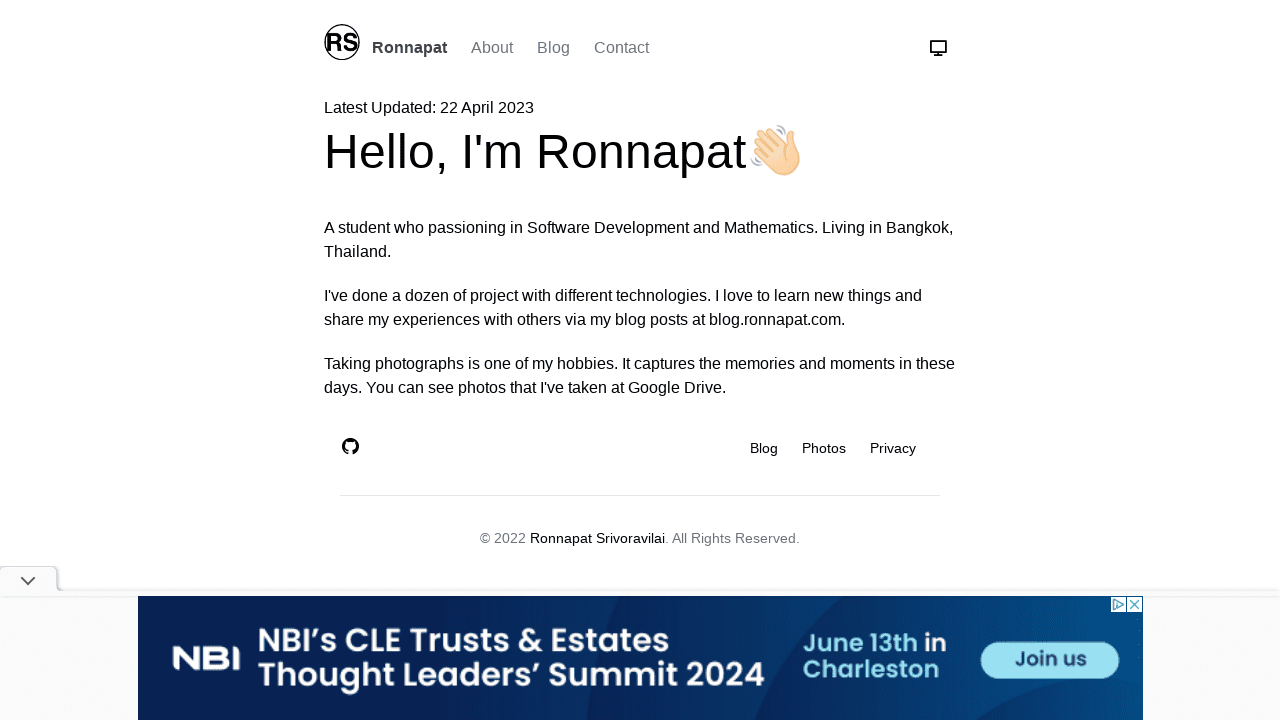 RS Ronnapat About Blog Contact
Latest Updated: 22 April 2023
Hello, I'm Ronnapat
A student who passioning in Software Development and Mathematics. Living in Bangkok,
Thailand.
I've done a dozen of project with different technologies. I love to learn new things and
share my experiences with others via my blog posts at blog.ronnapat.com.
Taking photographs is one of my hobbies. It captures the memories and moments in these
days. You can see photos that I've taken at Google Drive.
Blog Photos Privacy
© 2022 Ronnapat Srivoravilai. All Rights Reserved.
NBI
NBI's CLE Trusts & Estates
Thought Leaders' Summit 2024
June 13th in
Charleston
Join us